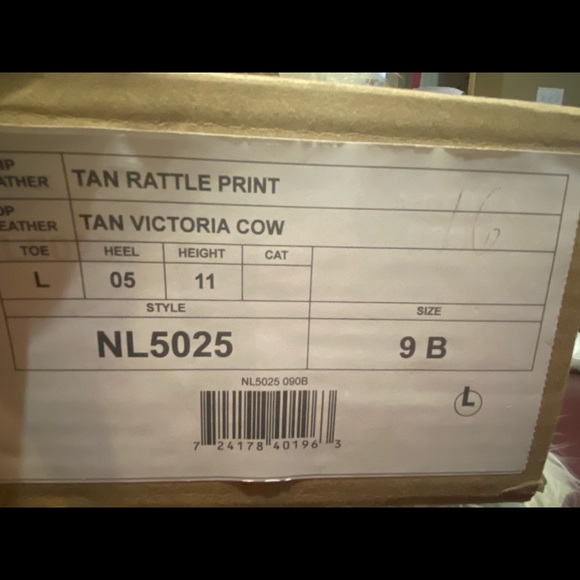 TAN RATTLE PRINT
LEATHER TAN VICTORIA COW
TOE HEEL HEIGHT CAT
L 05 11
STYLE SIZE
NL5025 9 B
NL5025 090B
L
7 24178 40196 3